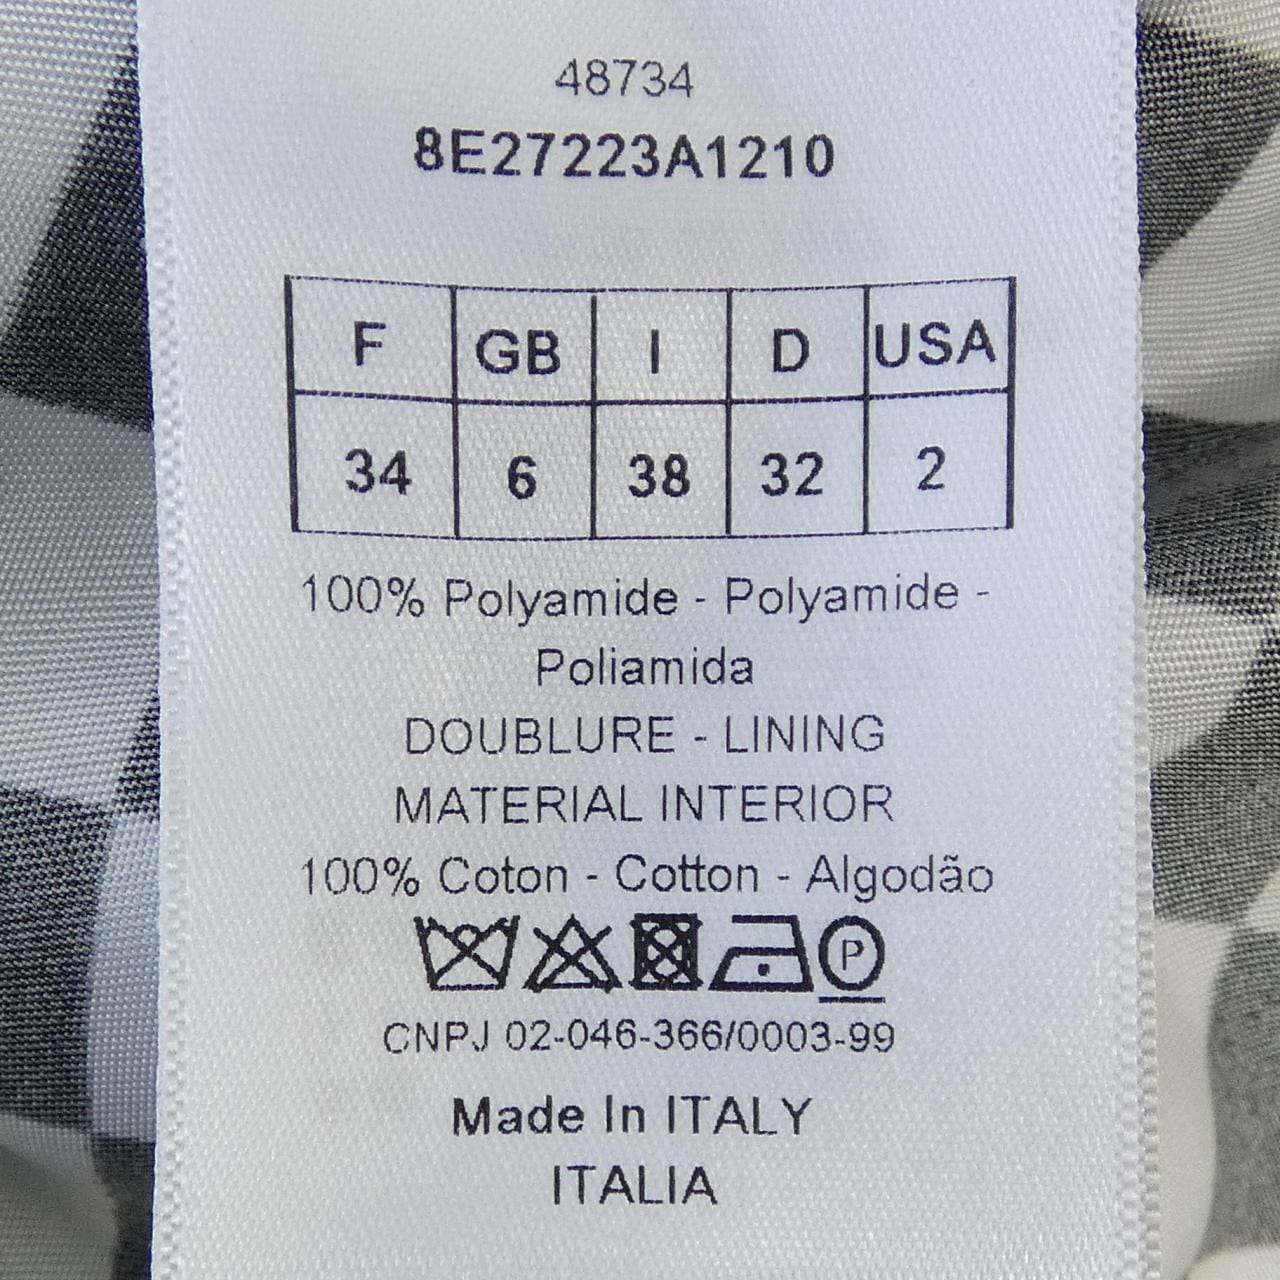 48734
8E27223A1210
F GB I D USA
34 6 38 32 2
100% Polyamide - Polyamide -
Poliamida
DOUBLURE - LINING
MATERIAL INTERIOR
100% Coton - Cotton - Algodão
P
CNPJ 02-046-366/0003-99
Made In ITALY
ITALIA